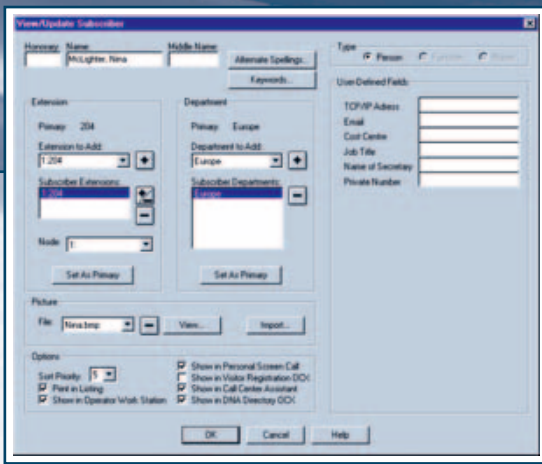 View/Update Subscriber
Honorary: Name: Middle Name:
McLighter, Nina
Alternate Spellings...
Keywords...
Type
Person
Extension
Primary: 204
Extension to Add:
1:204
Subscriber Extensions:
1:204
Node: 1:
Set As Primary
Department
Primary: Europe
Department to Add:
Europe
Subscriber Departments:
Europe
Set As Primary
User-Defined Fields
TCP/IP Adress
Email
Cost Centre
Job Title
Name of Secretary
Private Number
Picture
File: Nina.bmp
View...
Import...
Options
Sort Priority: 5
Print in Listing
Show in Operator Work Station
Show in Personal Screen Call
Show in Visitor Registration OCX
Show in Call Center Assistant
Show in DNA Directory OCX
OK Cancel Help